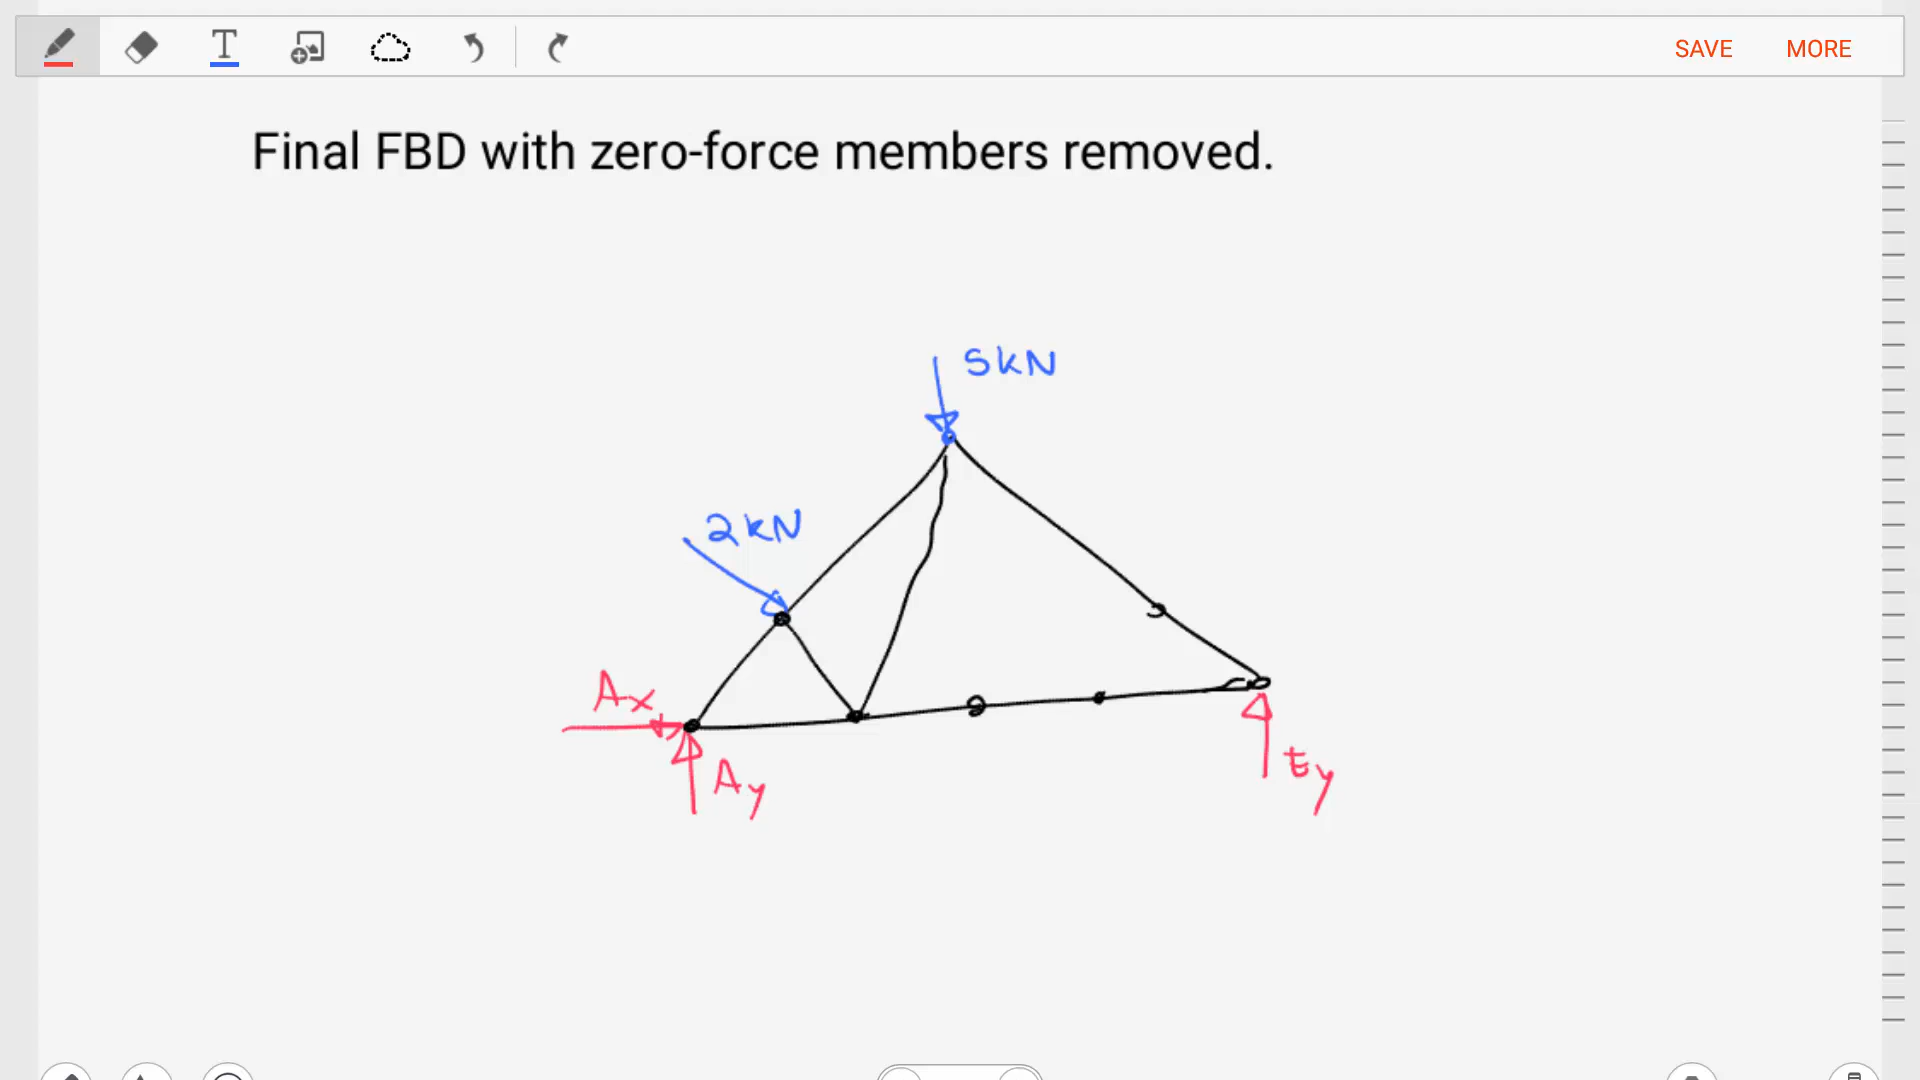 T
SAVE
MORE
Final FBD with zero-force members removed.
5kN
2kN
Ax
Ay
Ey